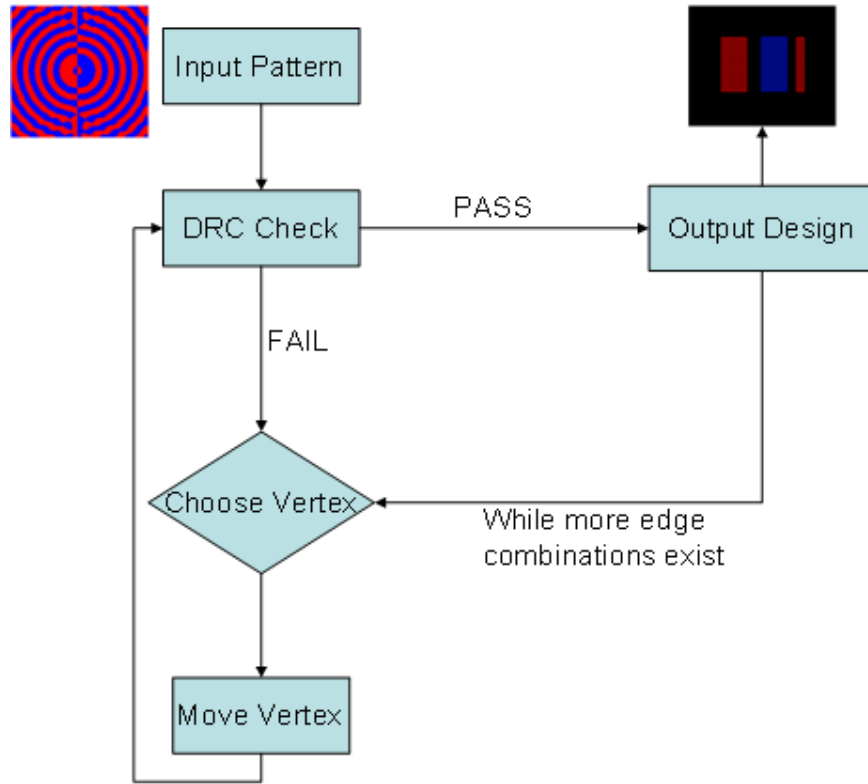 Input Pattern
DRC Check
PASS
Output Design
FAIL
Choose Vertex
While more edge
combinations exist
Move Vertex